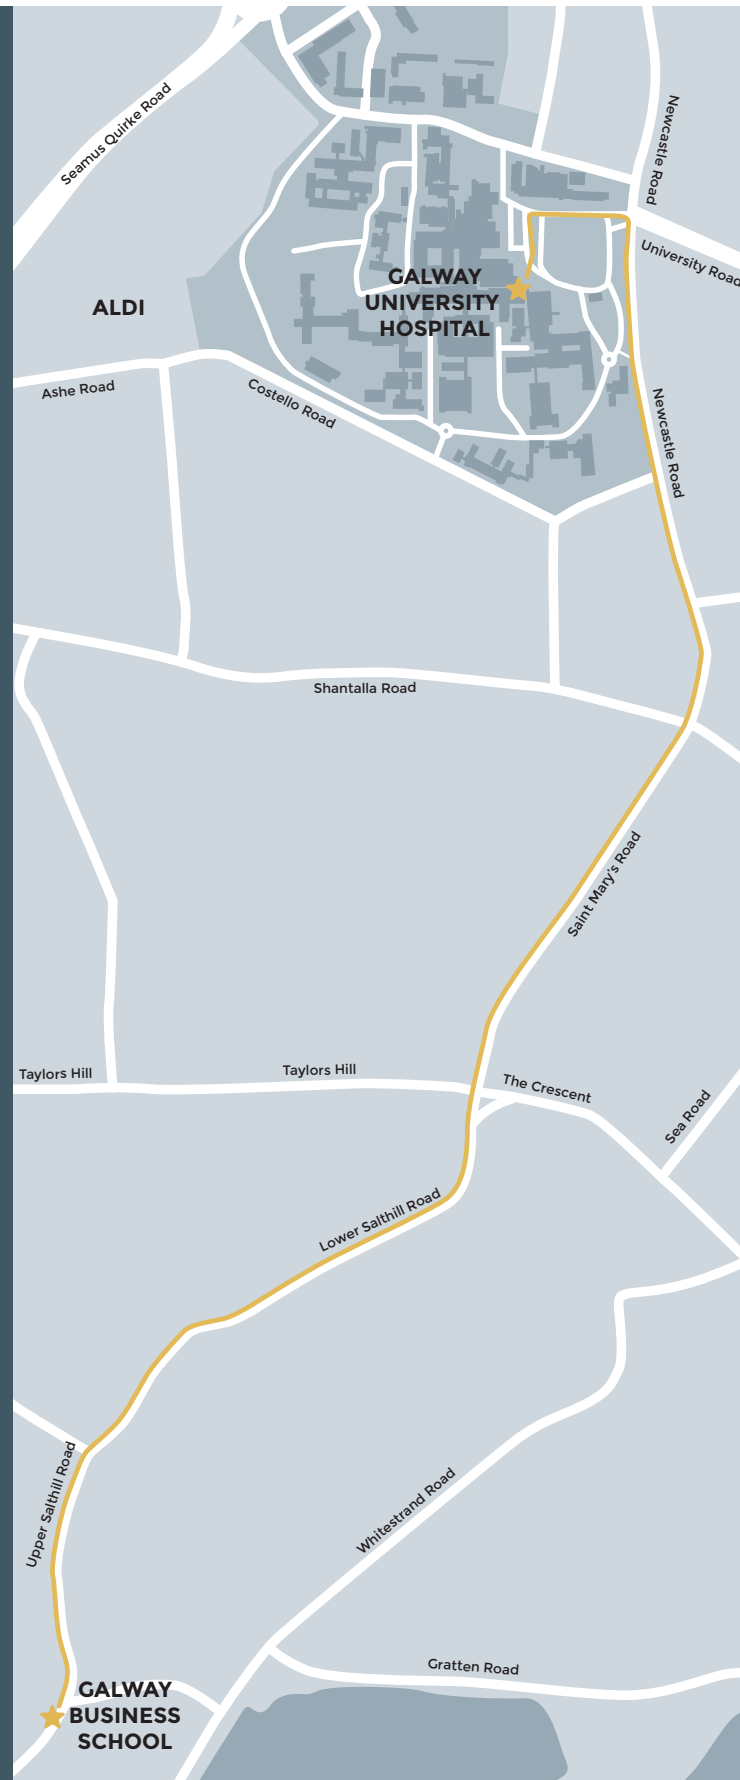 Seamus Quirke Road
Newcastle Road
University Road
GALWAY
UNIVERSITY
HOSPITAL
ALDI
Ashe Road
Costello Road
Newcastle Road
Shantalla Road
Saint Mary's Road
Taylors Hill
Taylors Hill
The Crescent
Sea Road
Lower Salthill Road
Upper Salthill Road
Whitestrand Road
Gratten Road
GALWAY
BUSINESS
SCHOOL